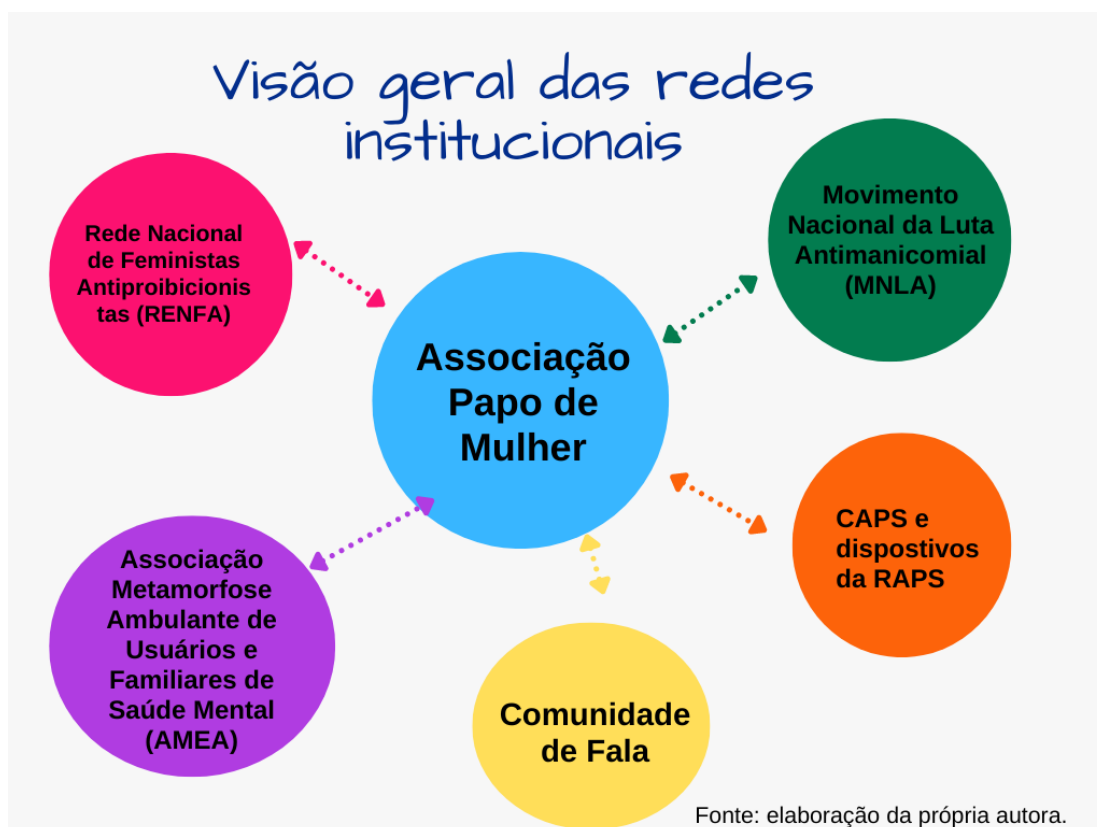 Visão geral das redes
institucionais
Rede Nacional
de Feministas
Antiproibicionis
tas (RENFA)
Movimento
Nacional da Luta
Antimanicomial
(MNLA)
Associação
Papo de
Mulher
CAPS e
dispostivos
da RAPS
Associação
Metamorfose
Ambulante de
Usuários e
Familiares de
Saúde Mental
(AMEA)
Comunidade
de Fala
Fonte: elaboração da própria autora.